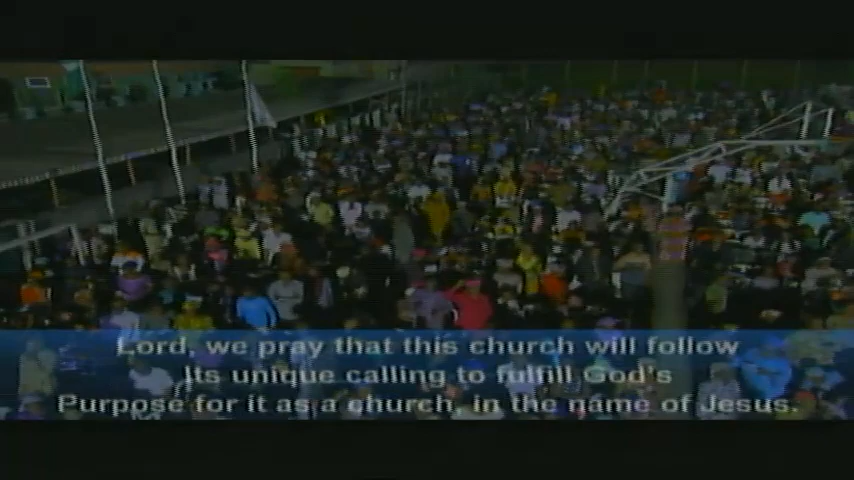 Lord, we pray that this church will follow
Its unique calling to fulfill God's
Purpose for it as a church, in the name of Jesus.